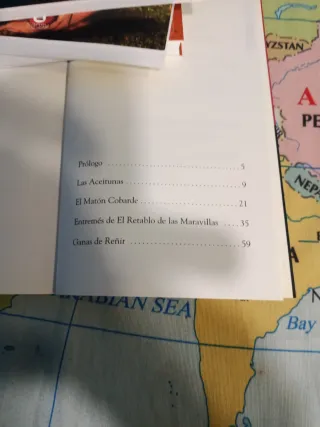 YZSTAN
A
PE
NEPA
Prólogo . . . . . . . . . . . . . . . . . . . . . . . . . . . . . 5
Las Aceitunas . . . . . . . . . . . . . . . . . . . . . . . . 9
El Matón Cobarde . . . . . . . . . . . . . . . . . . . . 21
Entremés de El Retablo de las Maravillas . . . . 35
Ganas de Reñir . . . . . . . . . . . . . . . . . . . . . . 59
RABIAN SEA
Bay